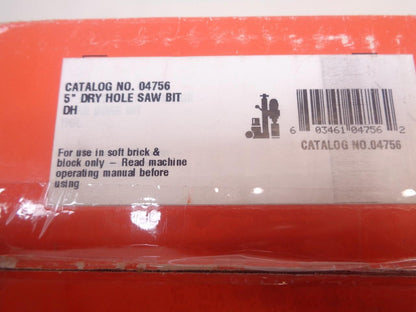 CATALOG NO. 04756
5" DRY HOLE SAW BIT
DH
For use in soft brick &
block only – Read machine
operating manual before
using
6 03461 04756 2
CATALOG NO.04756